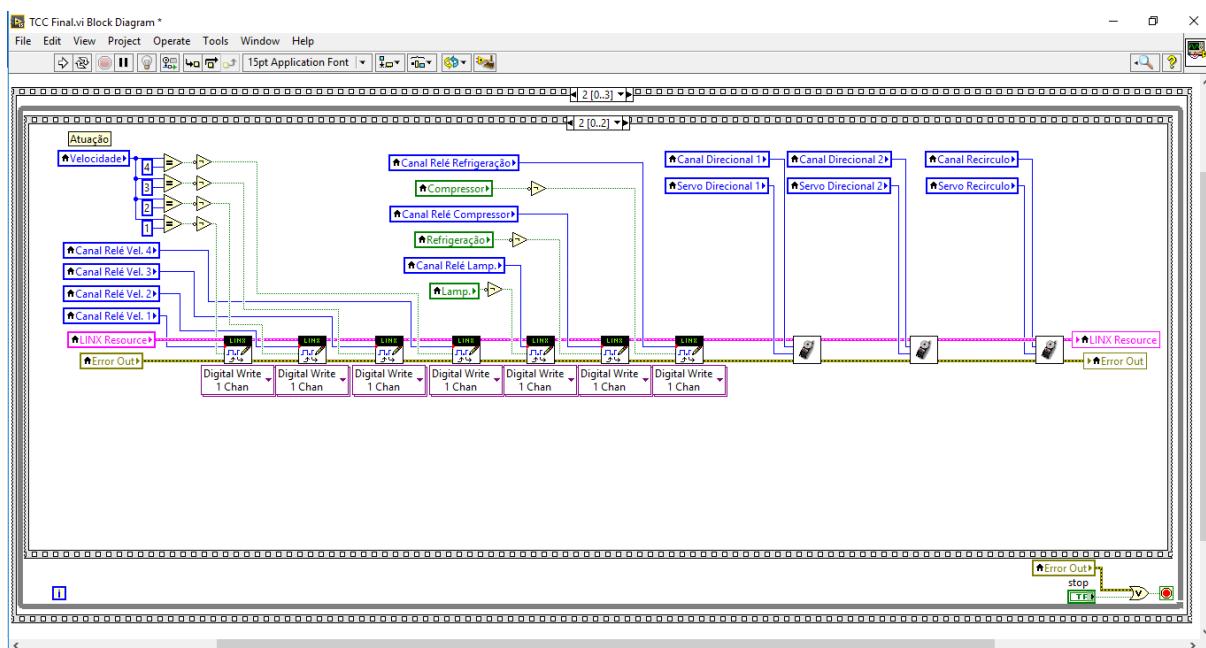 TCC Final.vi Block Diagram *
File Edit View Project Operate Tools Window Help
15pt Application Font
2 [0..3]
2 [0..2]
Atuação
Velocidade
4
3
2
1
Canal Relé Vel. 4
Canal Relé Vel. 3
Canal Relé Vel. 2
Canal Relé Vel. 1
LINX Resource
Error Out
Canal Relé Refrigeração
Compressor
Canal Relé Compressor
Refrigeração
Canal Relé Lamp.
Lamp.
Canal Direcional 1
Servo Direcional 1
Canal Direcional 2
Servo Direcional 2
Canal Recirculo
Servo Recirculo
LINX LINX LINX LINX LINX LINX LINX
Digital Write Digital Write Digital Write Digital Write Digital Write Digital Write Digital Write
1 Chan 1 Chan 1 Chan 1 Chan 1 Chan 1 Chan 1 Chan
LINX Resource
Error Out
Error Out
stop
TF
i